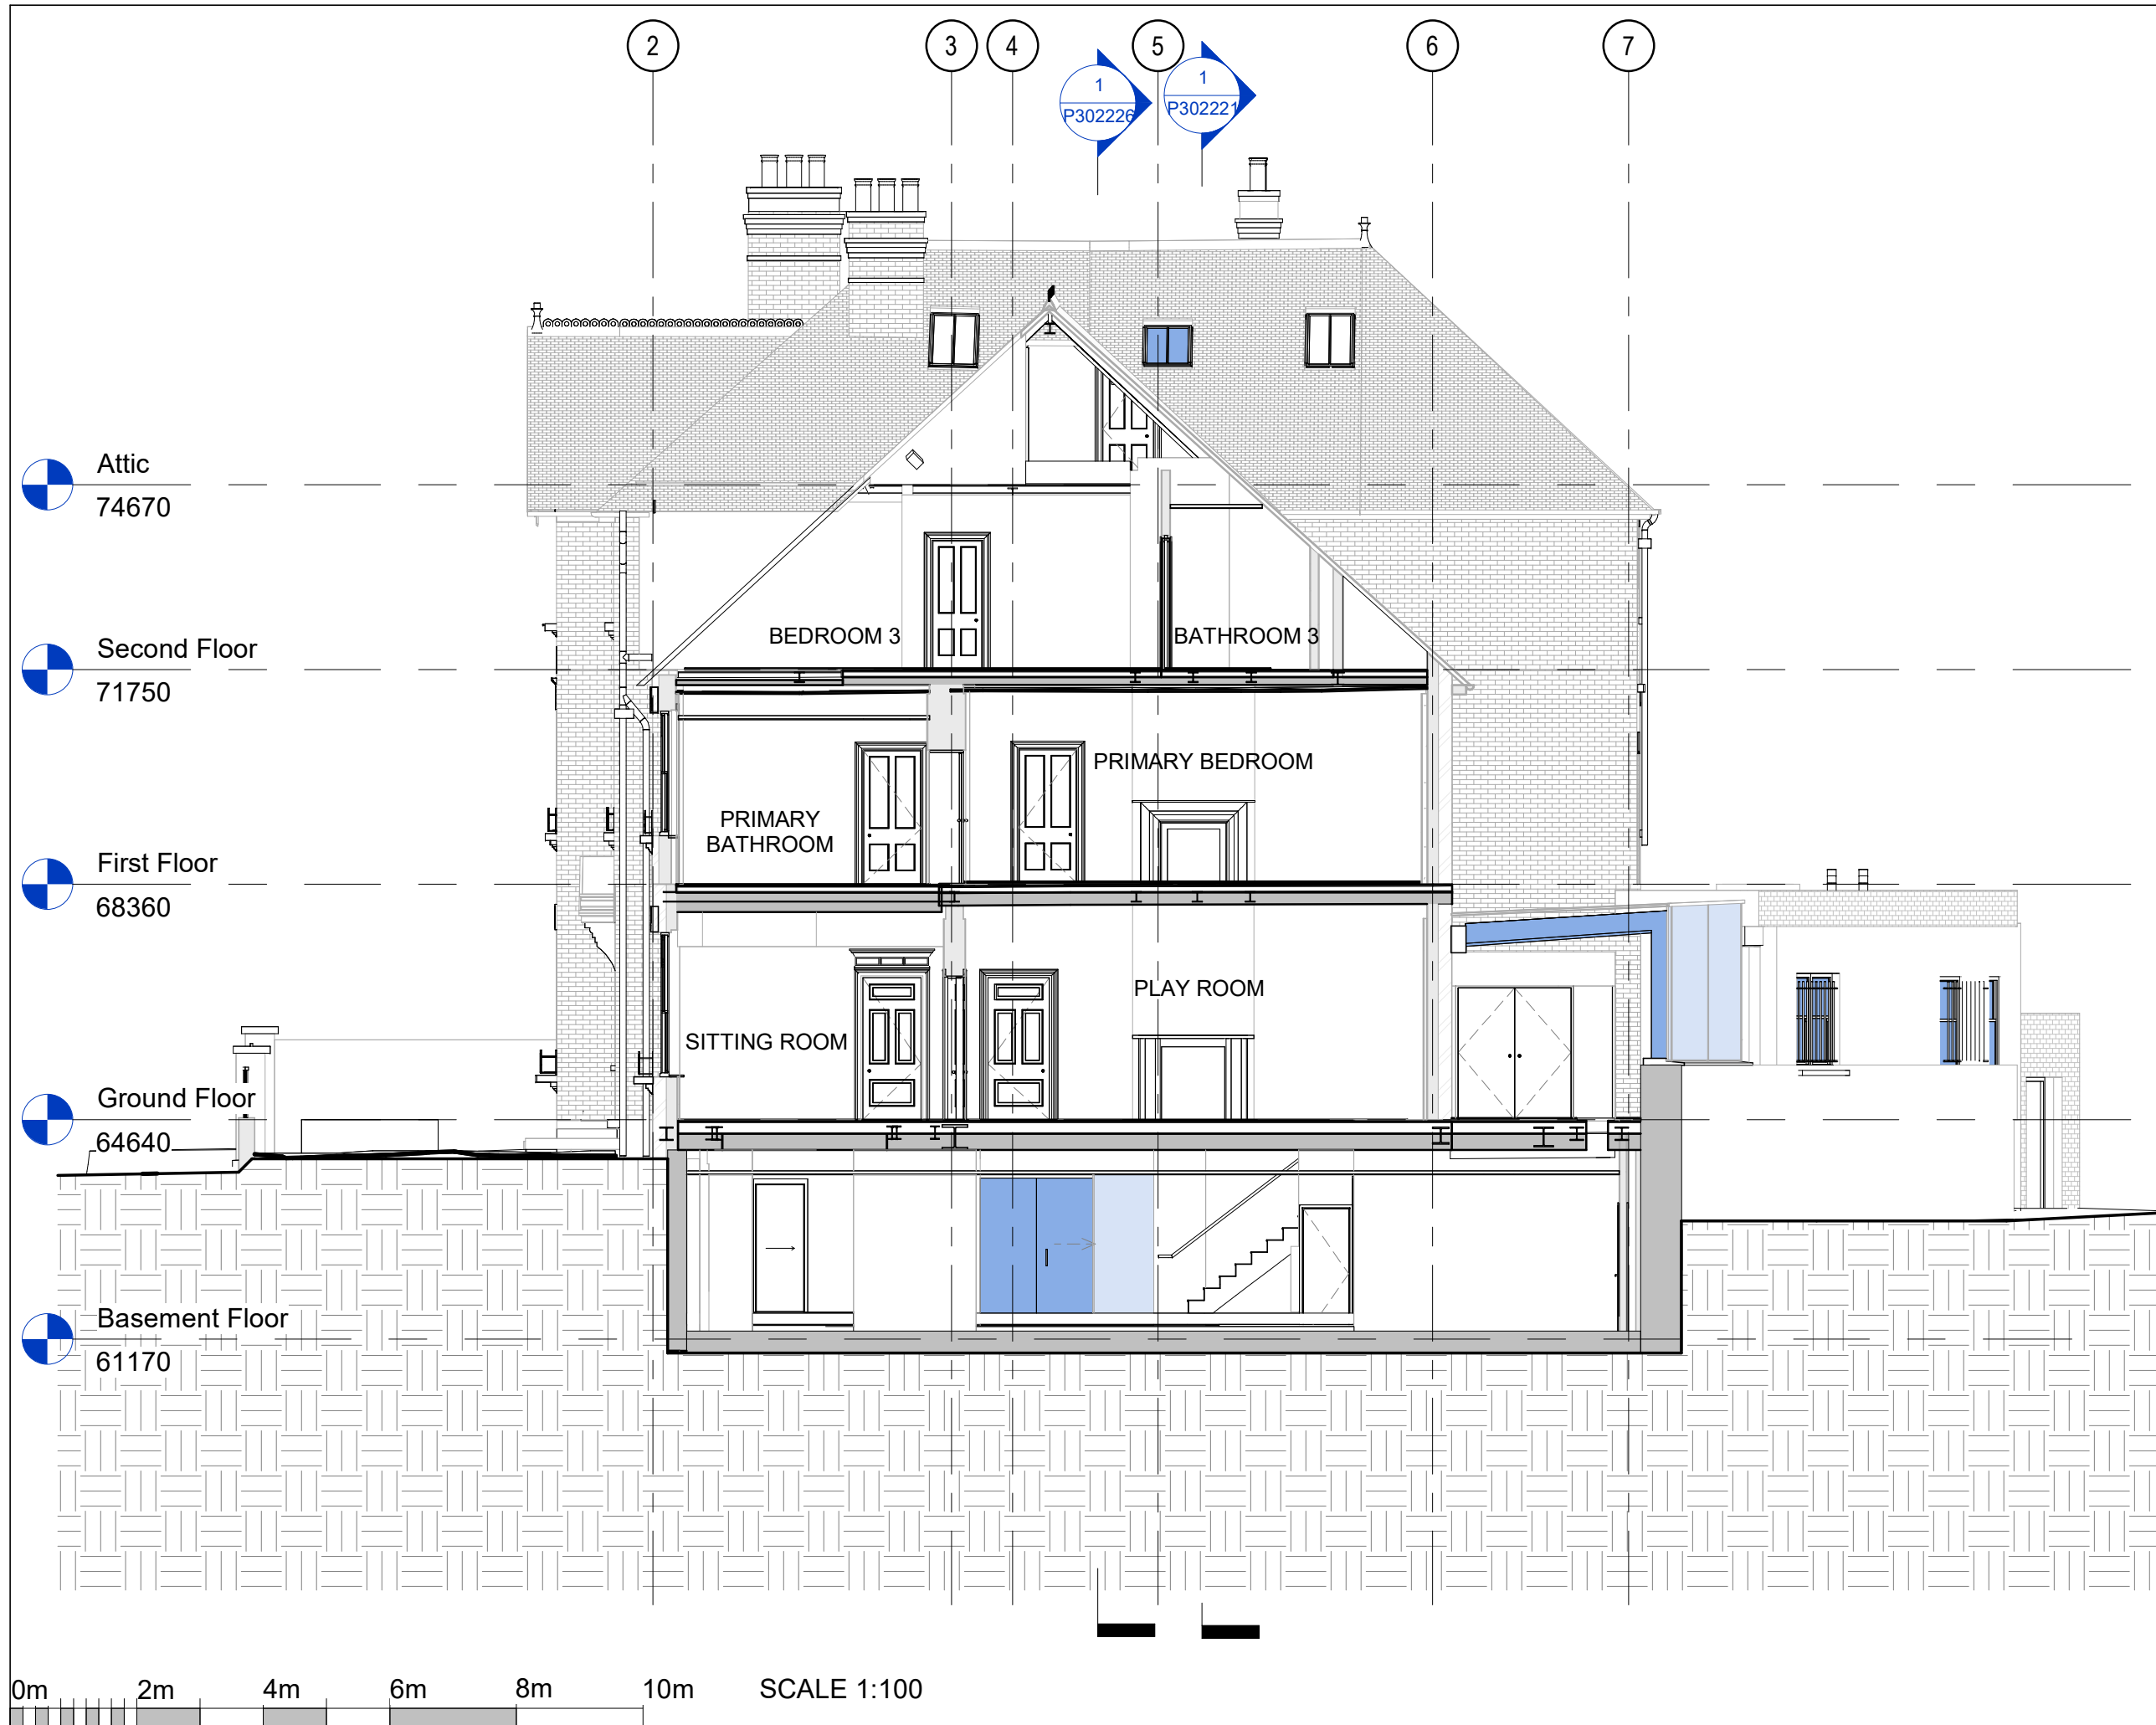 2
3
4
5
6
7
1
P302226
1
P302221
Attic
74670
Second Floor
71750
BEDROOM 3
BATHROOM 3
PRIMARY BEDROOM
PRIMARY
BATHROOM
First Floor
68360
PLAY ROOM
SITTING ROOM
Ground Floor
64640
Basement Floor
61170
0m
2m
4m
6m
8m
10m
SCALE 1:100